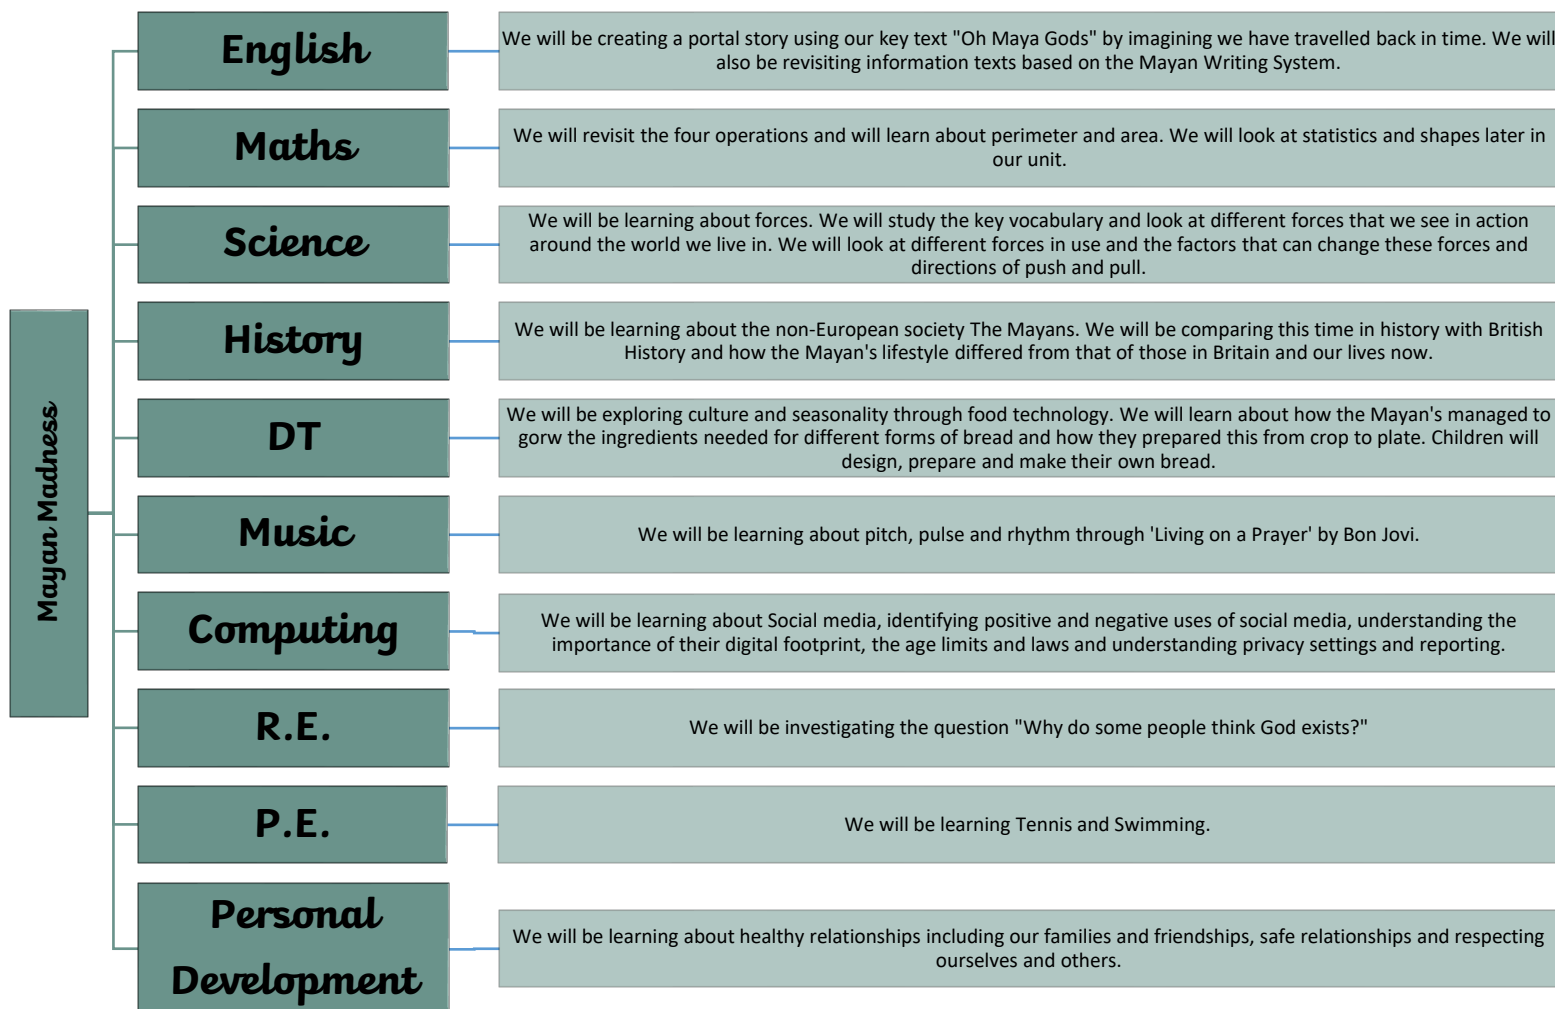 Mayan Madness
English
We will be creating a portal story using our key text "Oh Maya Gods" by imagining we have travelled back in time. We will
also be revisiting information texts based on the Mayan Writing System.
Maths
We will revisit the four operations and will learn about perimeter and area. We will look at statistics and shapes later in
our unit.
Science
We will be learning about forces. We will study the key vocabulary and look at different forces that we see in action
around the world we live in. We will look at different forces in use and the factors that can change these forces and
directions of push and pull.
History
We will be learning about the non-European society The Mayans. We will be comparing this time in history with British
History and how the Mayan's lifestyle differed from that of those in Britain and our lives now.
DT
We will be exploring culture and seasonality through food technology. We will learn about how the Mayan's managed to
gorw the ingredients needed for different forms of bread and how they prepared this from crop to plate. Children will
design, prepare and make their own bread.
Music
We will be learning about pitch, pulse and rhythm through 'Living on a Prayer' by Bon Jovi.
Computing
We will be learning about Social media, identifying positive and negative uses of social media, understanding the
importance of their digital footprint, the age limits and laws and understanding privacy settings and reporting.
R.E.
We will be investigating the question "Why do some people think God exists?"
P.E.
We will be learning Tennis and Swimming.
Personal
Development
We will be learning about healthy relationships including our families and friendships, safe relationships and respecting
ourselves and others.